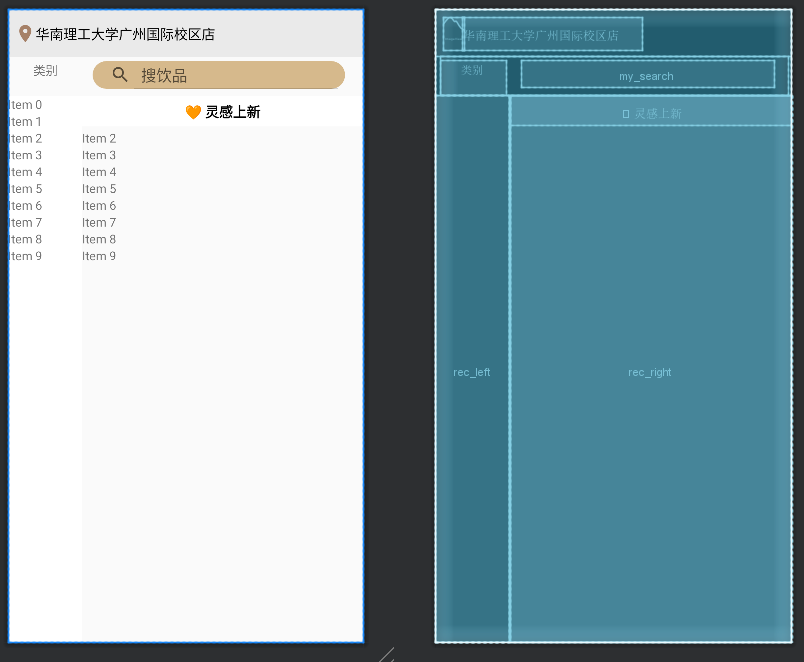 华南理工大学广州国际校区店
类别
搜饮品
Item 0
Item 1
Item 2
Item 3
Item 4
Item 5
Item 6
Item 7
Item 8
Item 9
🧡 灵感上新
Item 2
Item 3
Item 4
Item 5
Item 6
Item 7
Item 8
Item 9
华南理工大学广州国际校区店
类别
my_search
灵感上新
rec_left
rec_right